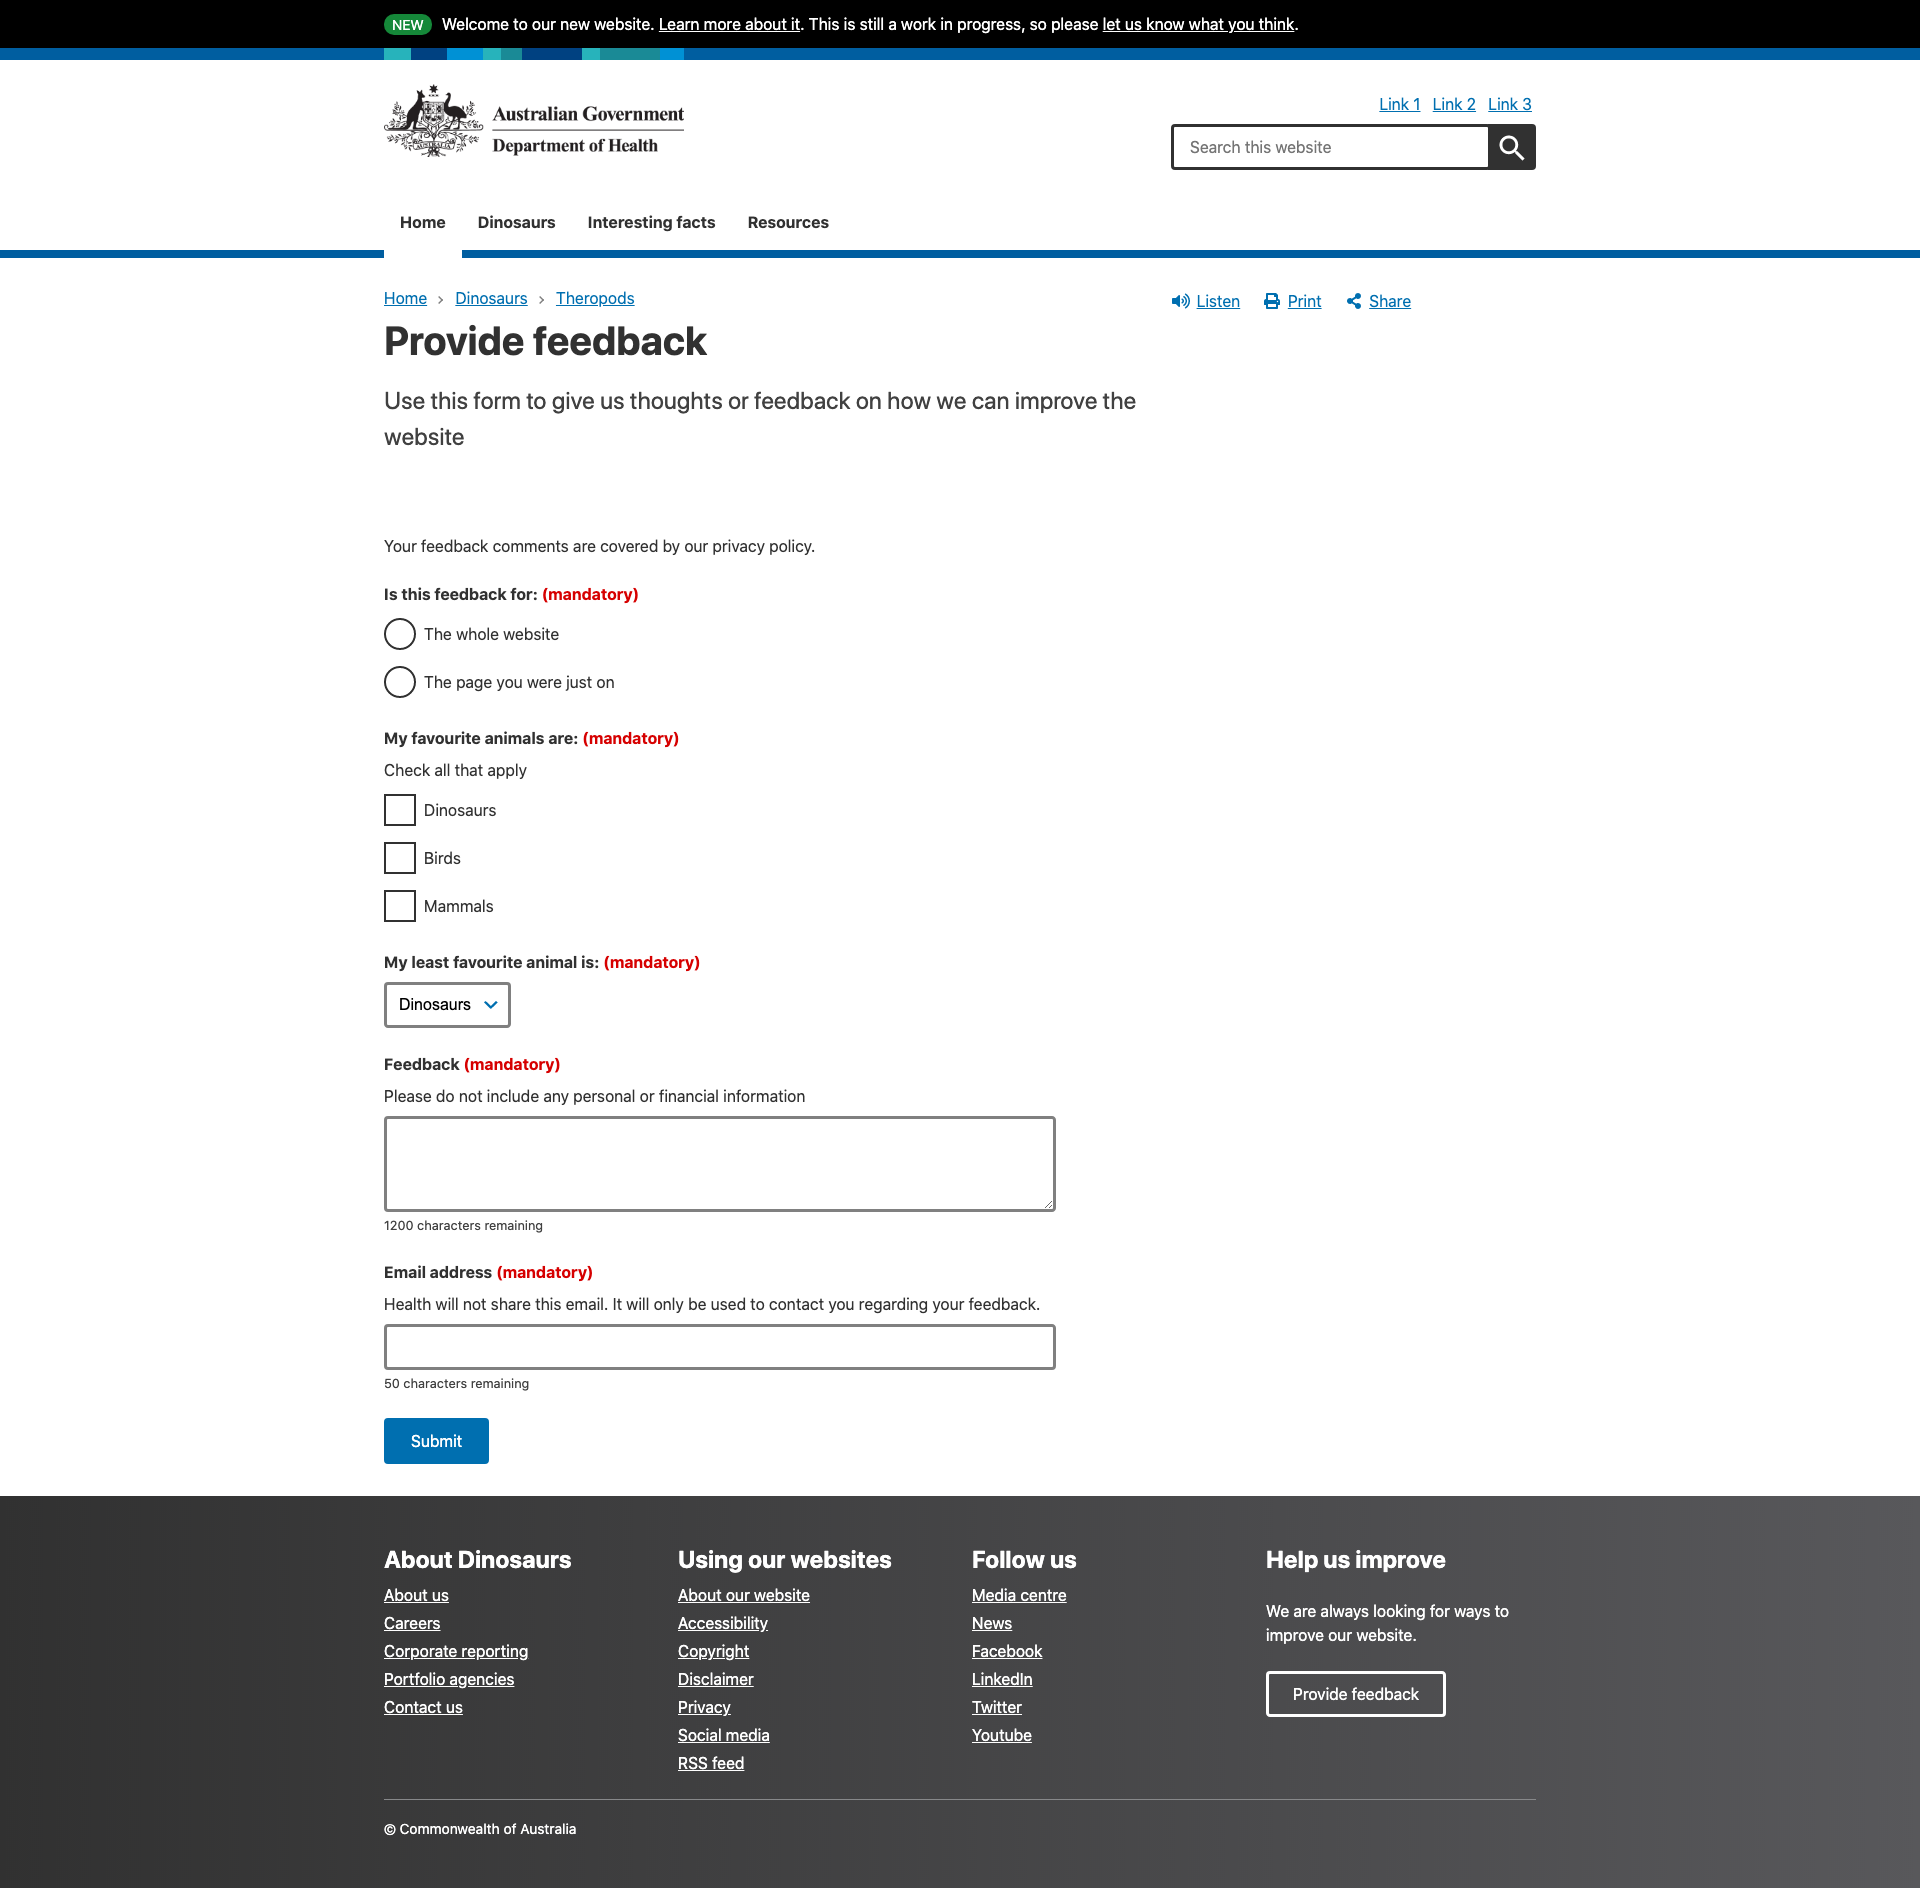 NEW Welcome to our new website. Learn more about it. This is still a work in progress, so please let us know what you think.
Australian Government
Department of Health
Link 1 Link 2 Link 3
Search this website
Home Dinosaurs Interesting facts Resources
Home > Dinosaurs > Theropods
Listen Print Share
Provide feedback
Use this form to give us thoughts or feedback on how we can improve the
website
Your feedback comments are covered by our privacy policy.
Is this feedback for: (mandatory)
The whole website
The page you were just on
My favourite animals are: (mandatory)
Check all that apply
Dinosaurs
Birds
Mammals
My least favourite animal is: (mandatory)
Dinosaurs
Feedback (mandatory)
Please do not include any personal or financial information
1200 characters remaining
Email address (mandatory)
Health will not share this email. It will only be used to contact you regarding your feedback.
50 characters remaining
Submit
About Dinosaurs
About us
Careers
Corporate reporting
Portfolio agencies
Contact us
Using our websites
About our website
Accessibility
Copyright
Disclaimer
Privacy
Social media
RSS feed
Follow us
Media centre
News
Facebook
LinkedIn
Twitter
Youtube
Help us improve
We are always looking for ways to
improve our website.
Provide feedback
© Commonwealth of Australia